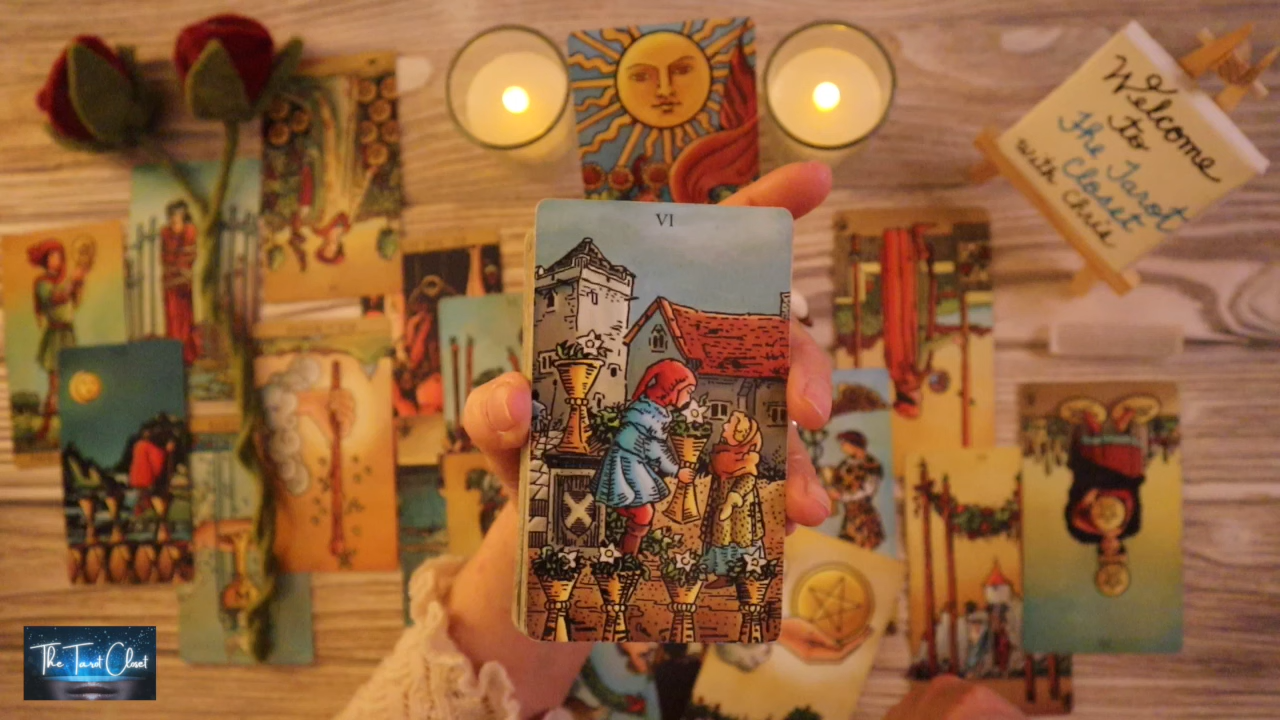 VI
Welcome
to
The Tarot
Closet
with Chris
The Tarot Closet